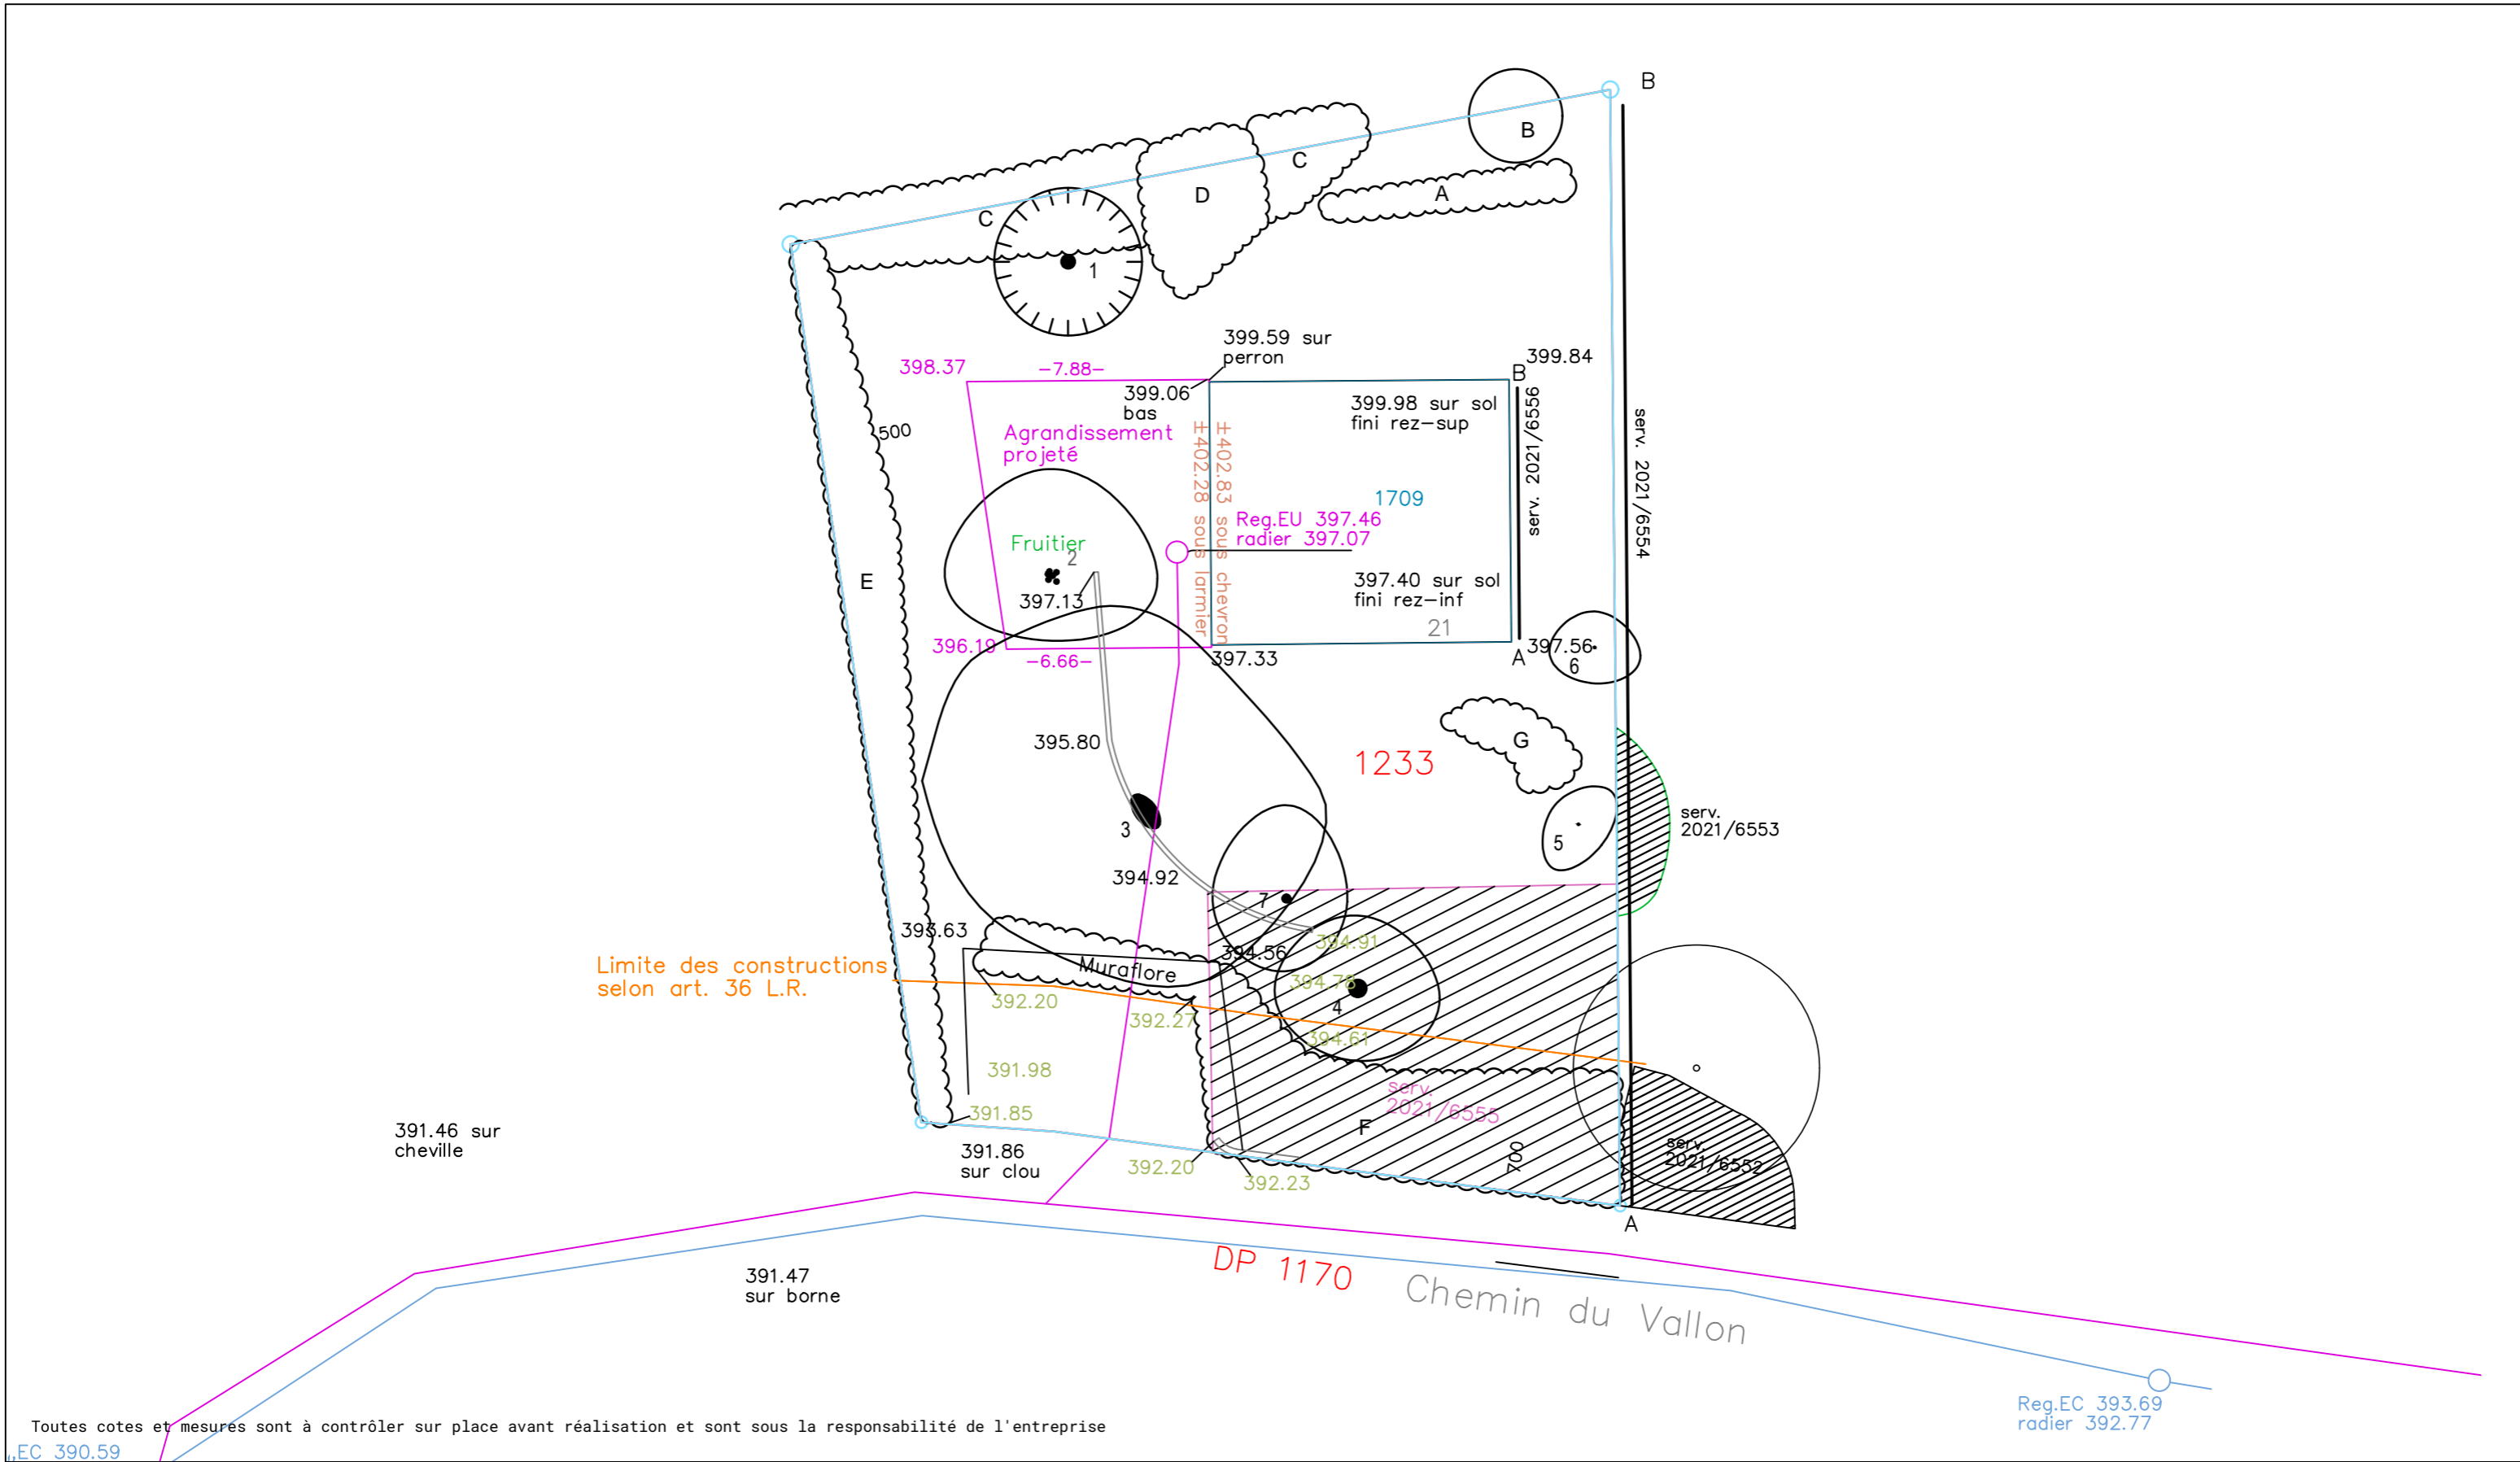 B
B
C
A
D
C
1
399.59 sur
perron
399.84
398.37
-7.88-
B
399.06
bas
399.98 sur sol
fini rez-sup
500
Agrandissement
projeté
±402.28 sous larmier
±402.83 sous chevron
serv. 2021/6556
serv. 2021/6554
1709
Reg.EU 397.46
radier 397.07
Fruitier
2
E
397.13
397.40 sur sol
fini rez-inf
21
396.19
-6.66-
397.33
A
397.56
6
395.80
1233
G
3
5
serv.
2021/6553
394.92
7
393.63
394.56
394.91
Limite des constructions
selon art. 36 L.R.
Muraflore
394.78
4
392.20
392.27
394.61
391.98
serv.
2021/6555
391.85
F
391.46 sur
cheville
391.86
sur clou
392.20
392.23
700
serv.
2021/6552
A
DP 1170
391.47
sur borne
Chemin du Vallon
Reg.EC 393.69
radier 392.77
Toutes cotes et mesures sont à contrôler sur place avant réalisation et sont sous la responsabilité de l'entreprise
EC 390.59